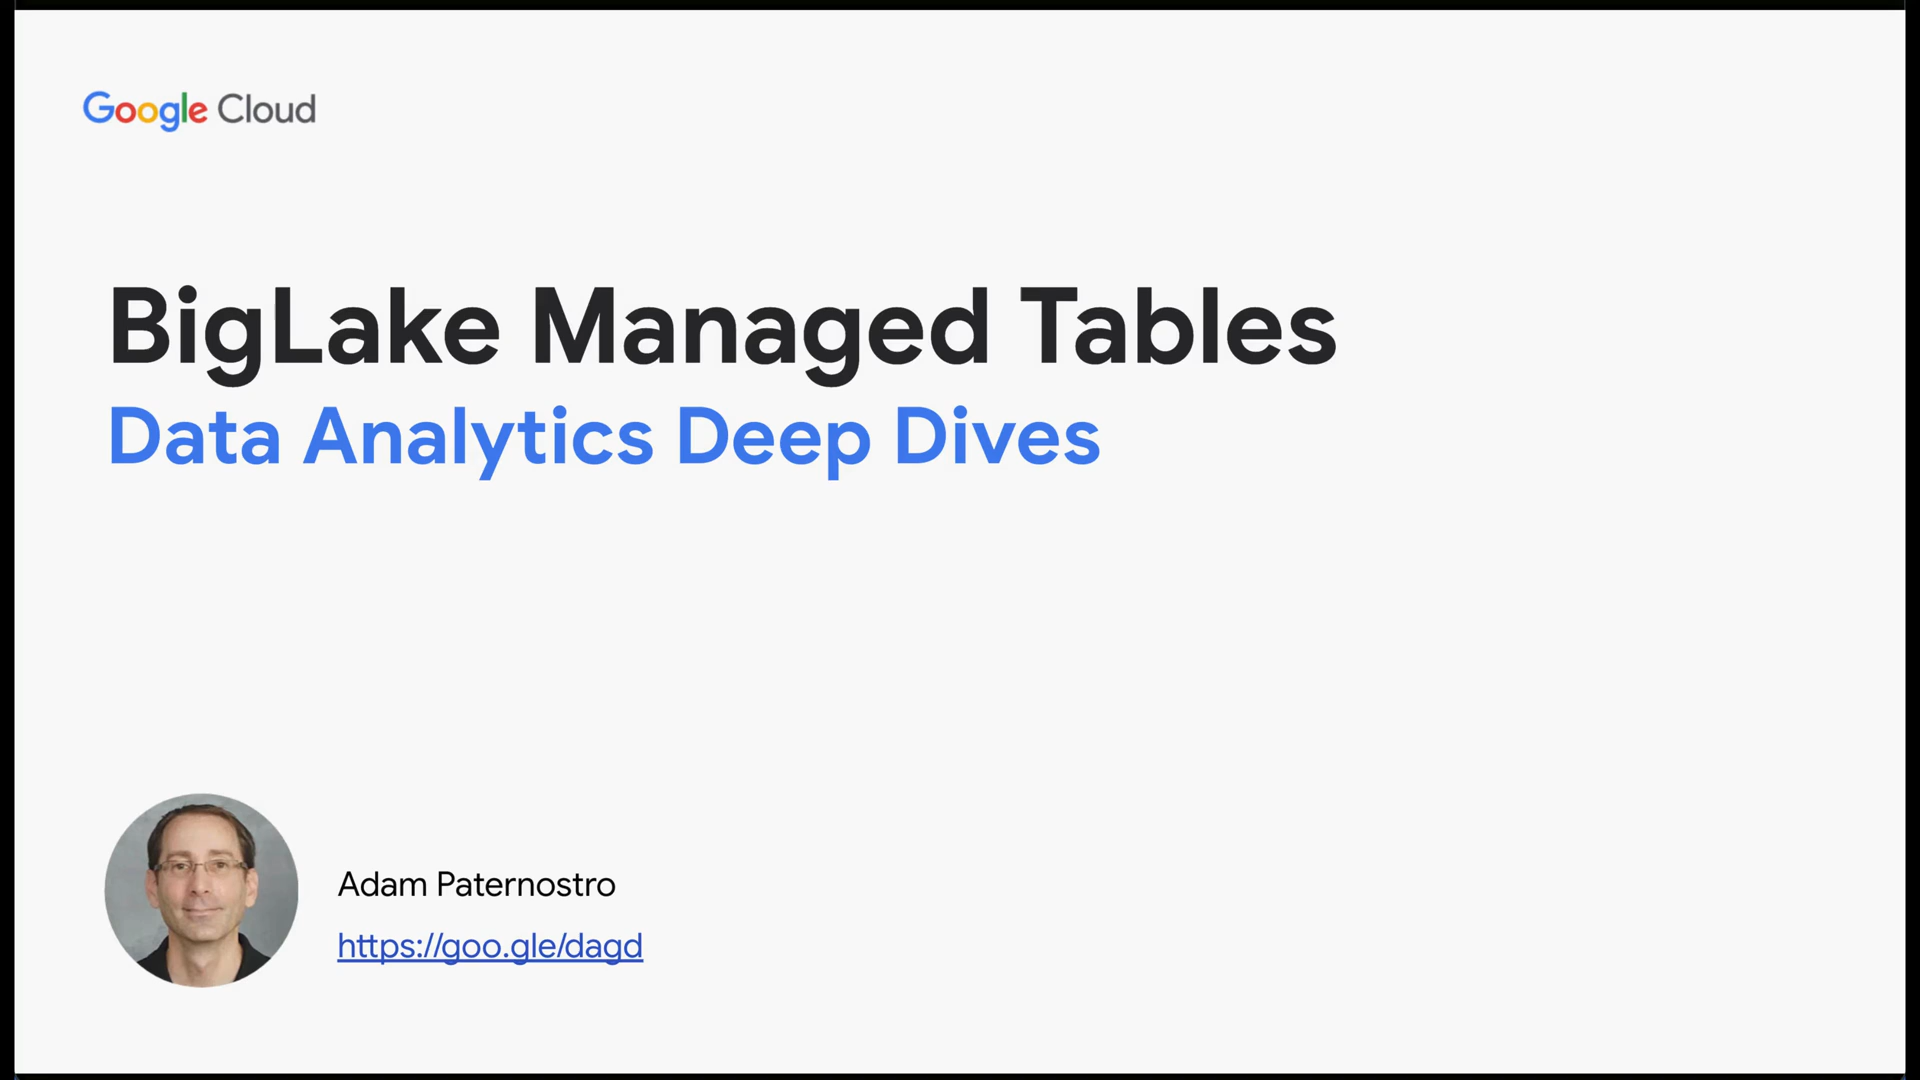 Google Cloud
BigLake Managed Tables
Data Analytics Deep Dives
Adam Paternostro
https://goo.gle/dagd